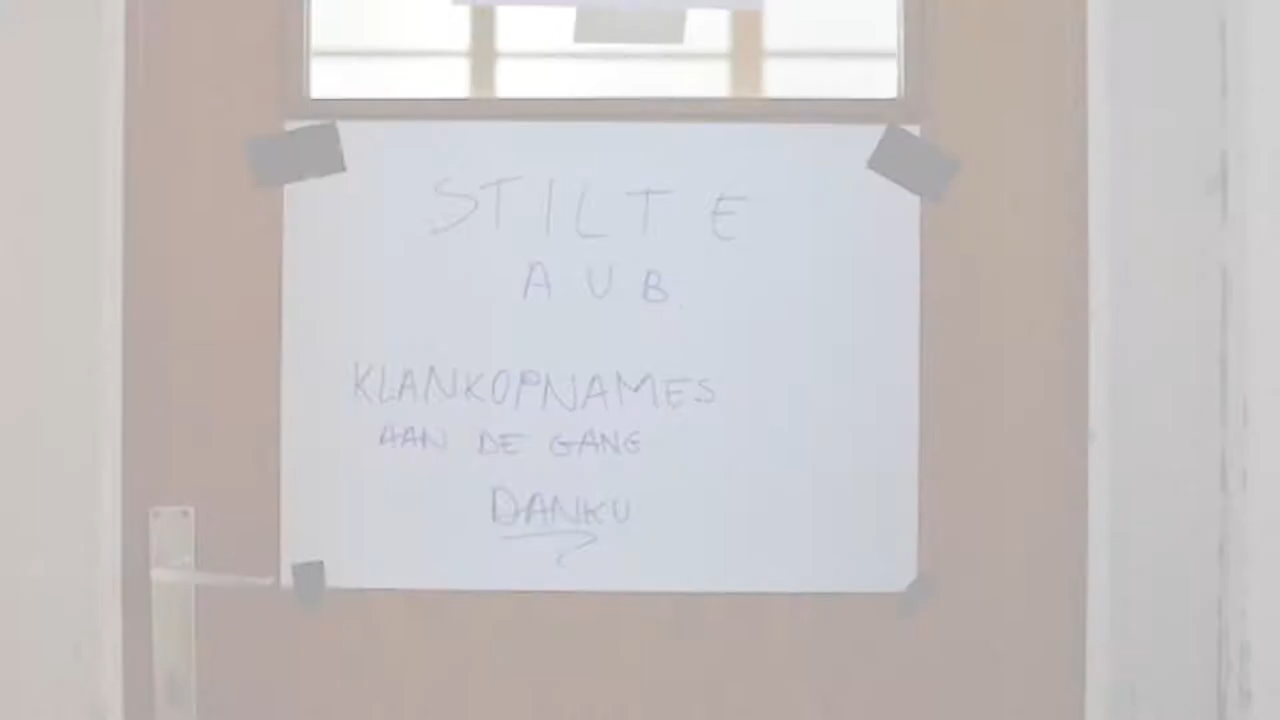 STILTE
AUB
KLANKOPNAMES
AAN DE GANG
DANKU